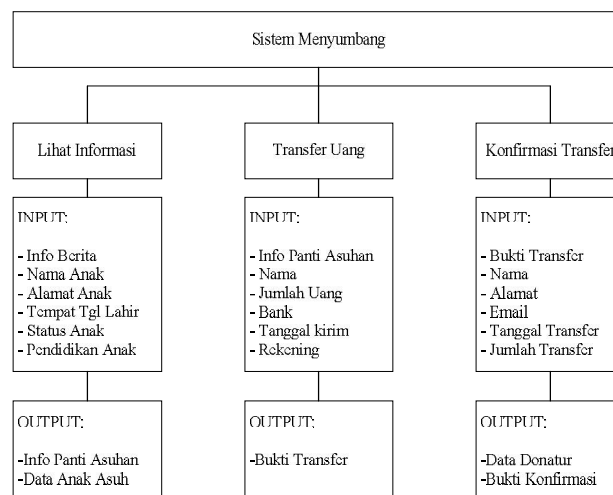 Sistem Menyumbang
Lihat Informasi
Transfer Uang
Konfirmasi Transfer
INPUT:
- Info Berita
- Nama Anak
- Alamat Anak
- Tempat Tgl Lahir
- Status Anak
- Pendidikan Anak
INPUT:
- Info Panti Asuhan
- Nama
- Jumlah Uang
- Bank
- Tanggal kirim
- Rekening
INPUT:
- Bukti Transfer
- Nama
- Alamat
- Email
- Tanggal Transfer
- Jumlah Transfer
OUTPUT:
-Info Panti Asuhan
-Data Anak Asuh
OUTPUT:
-Bukti Transfer
OUTPUT:
-Data Donatur
-Bukti Konfirmasi